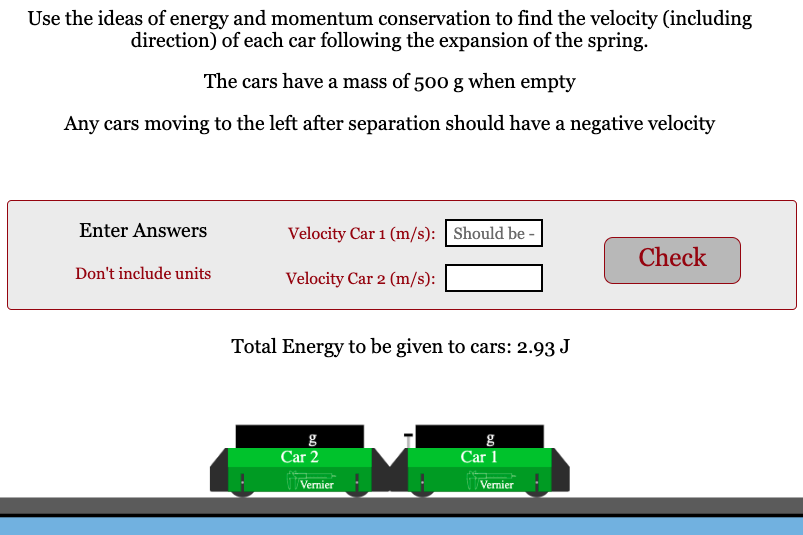 Use the ideas of energy and momentum conservation to find the velocity (including
direction) of each car following the expansion of the spring.
The cars have a mass of 500 g when empty
Any cars moving to the left after separation should have a negative velocity
Enter Answers
Don't include units
Velocity Car 1 (m/s): Should be -
Velocity Car 2 (m/s):
Check
Total Energy to be given to cars: 2.93 J
g
Car 2
Vernier
g
Car 1
Vernier